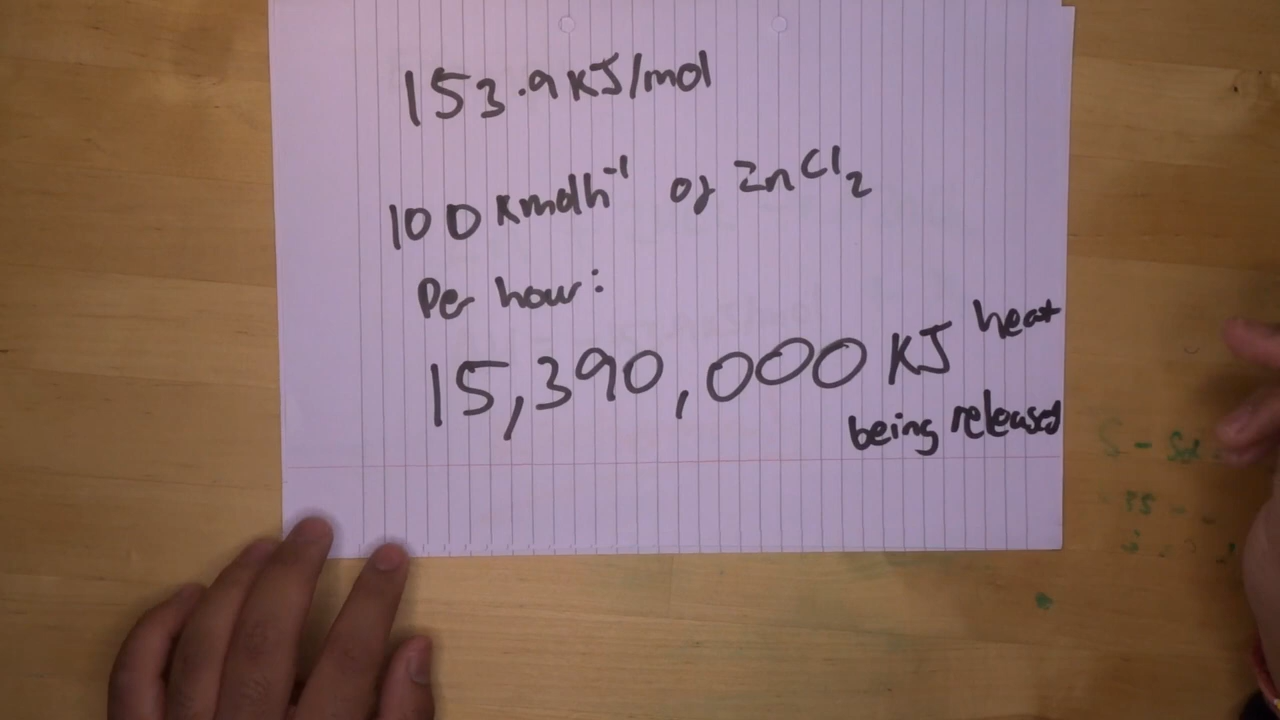 153.9 KJ/mol
100 Kmolh⁻¹ of ZnCl₂
Per hour:
15,390,000 KJ heat
being released
S -